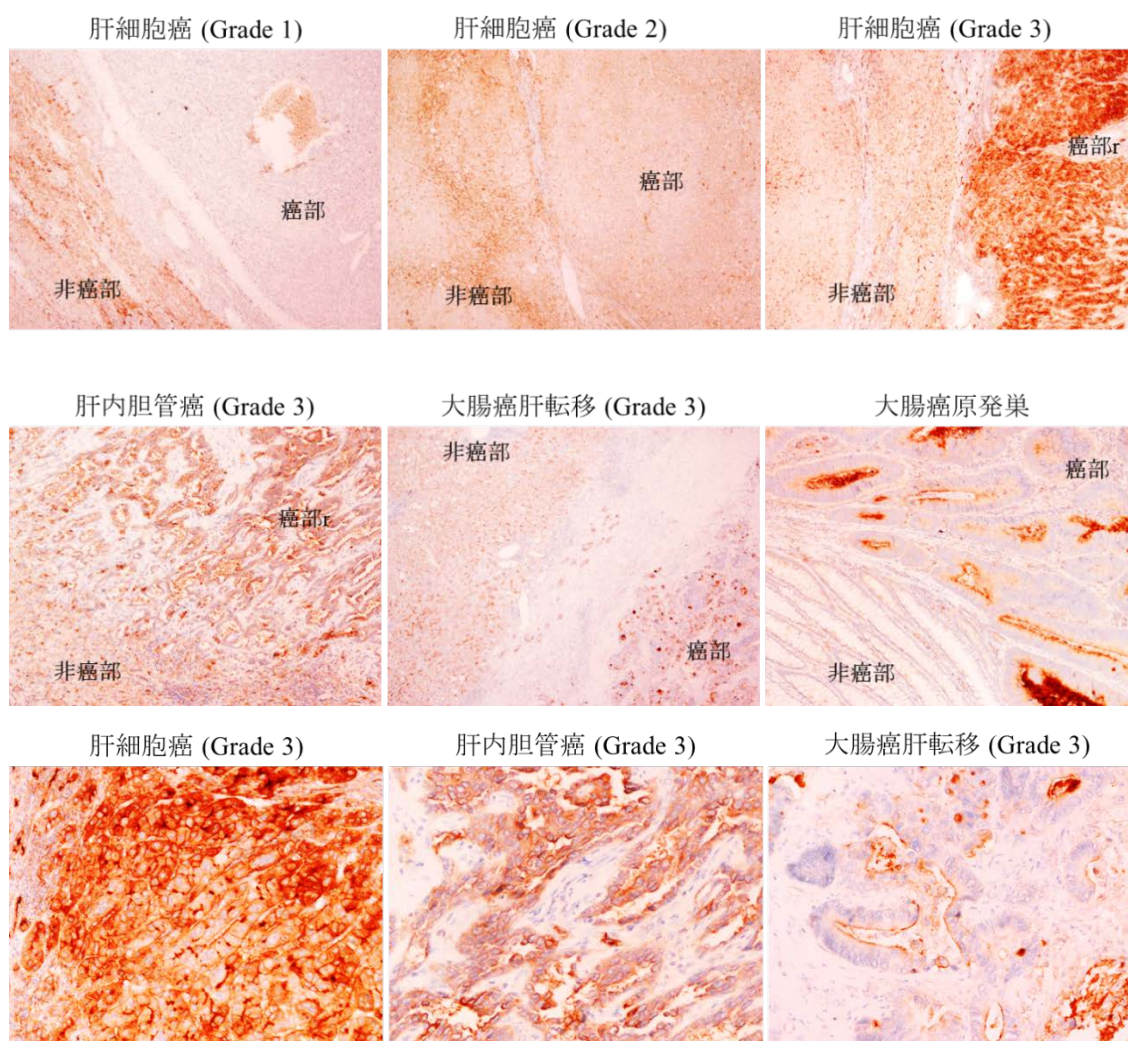 肝細胞癌 (Grade 1)
肝細胞癌 (Grade 2)
肝細胞癌 (Grade 3)
癌部
非癌部
癌部
非癌部
癌部r
非癌部
肝内胆管癌 (Grade 3)
大腸癌肝転移 (Grade 3)
大腸癌原発巣
癌部r
非癌部
非癌部
癌部
癌部
非癌部
肝細胞癌 (Grade 3)
肝内胆管癌 (Grade 3)
大腸癌肝転移 (Grade 3)